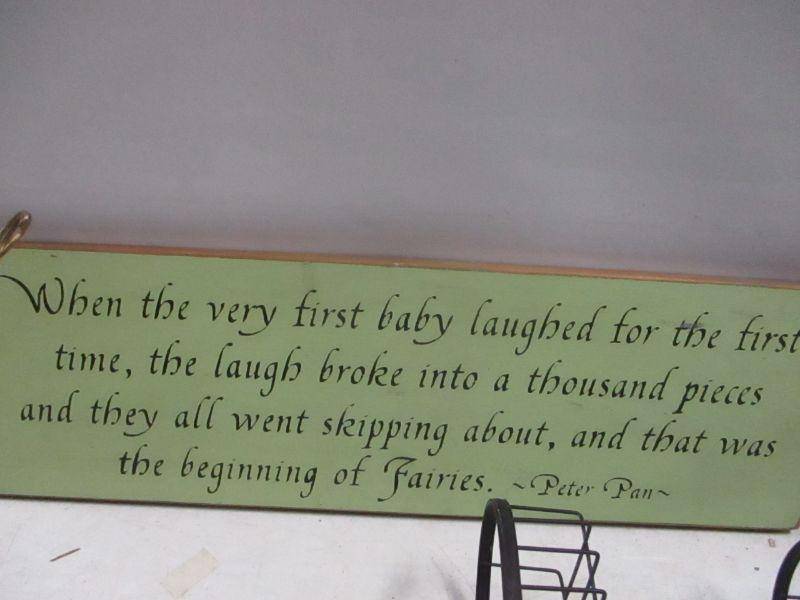 When the very first baby laughed for the first
time, the laugh broke into a thousand pieces
and they all went skipping about, and that was
the beginning of Fairies. ~Peter Pan~